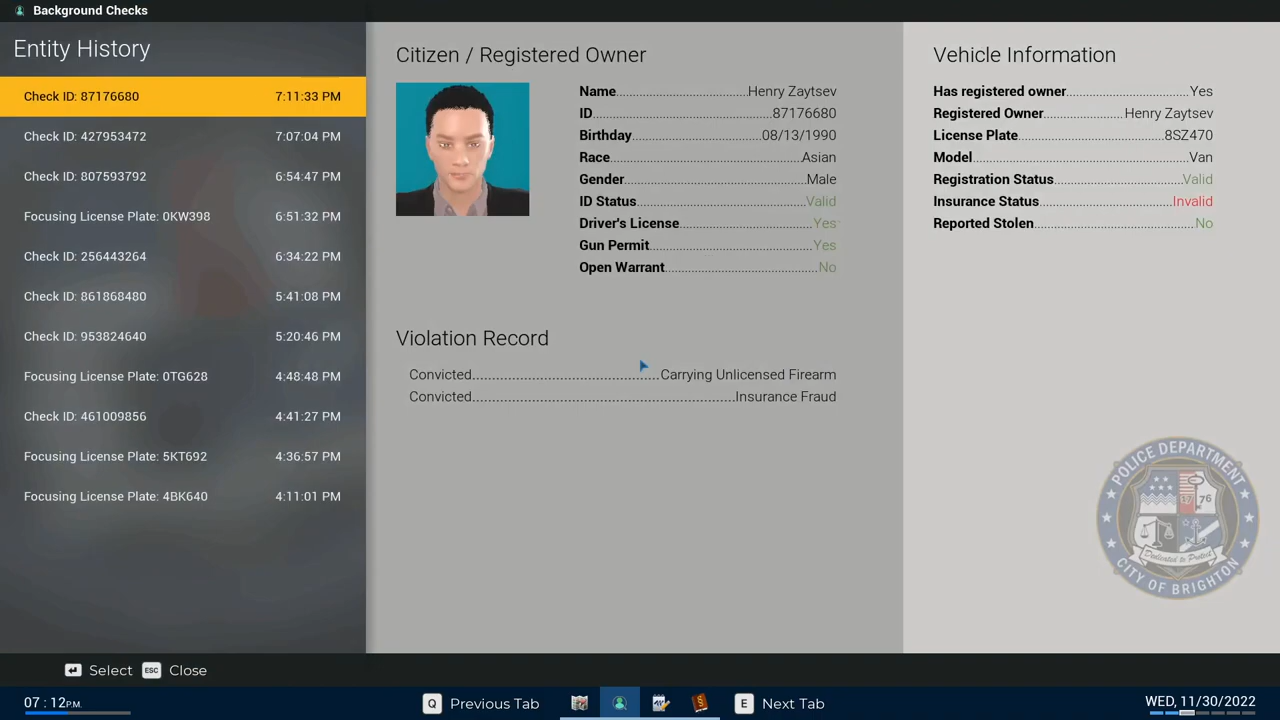 Background Checks
Entity History
Check ID: 87176680 7:11:33 PM
Check ID: 427953472 7:07:04 PM
Check ID: 807593792 6:54:47 PM
Focusing License Plate: 0KW398 6:51:32 PM
Check ID: 256443264 6:34:22 PM
Check ID: 861868480 5:41:08 PM
Check ID: 953824640 5:20:46 PM
Focusing License Plate: 0TG628 4:48:48 PM
Check ID: 461009856 4:41:27 PM
Focusing License Plate: 5KT692 4:36:57 PM
Focusing License Plate: 4BK640 4:11:01 PM
Citizen / Registered Owner
Name Henry Zaytsev
ID 87176680
Birthday 08/13/1990
Race Asian
Gender Male
ID Status Valid
Driver's License Yes
Gun Permit Yes
Open Warrant No
Violation Record
Convicted Carrying Unlicensed Firearm
Convicted Insurance Fraud
Vehicle Information
Has registered owner Yes
Registered Owner Henry Zaytsev
License Plate 8SZ470
Model Van
Registration Status Valid
Insurance Status Invalid
Reported Stolen No
POLICE DEPARTMENT
17 76
Dedicated to Protect
CITY OF BRIGHTON
Select ESC Close
07 : 12 P.M.
Q Previous Tab E Next Tab
WED, 11/30/2022